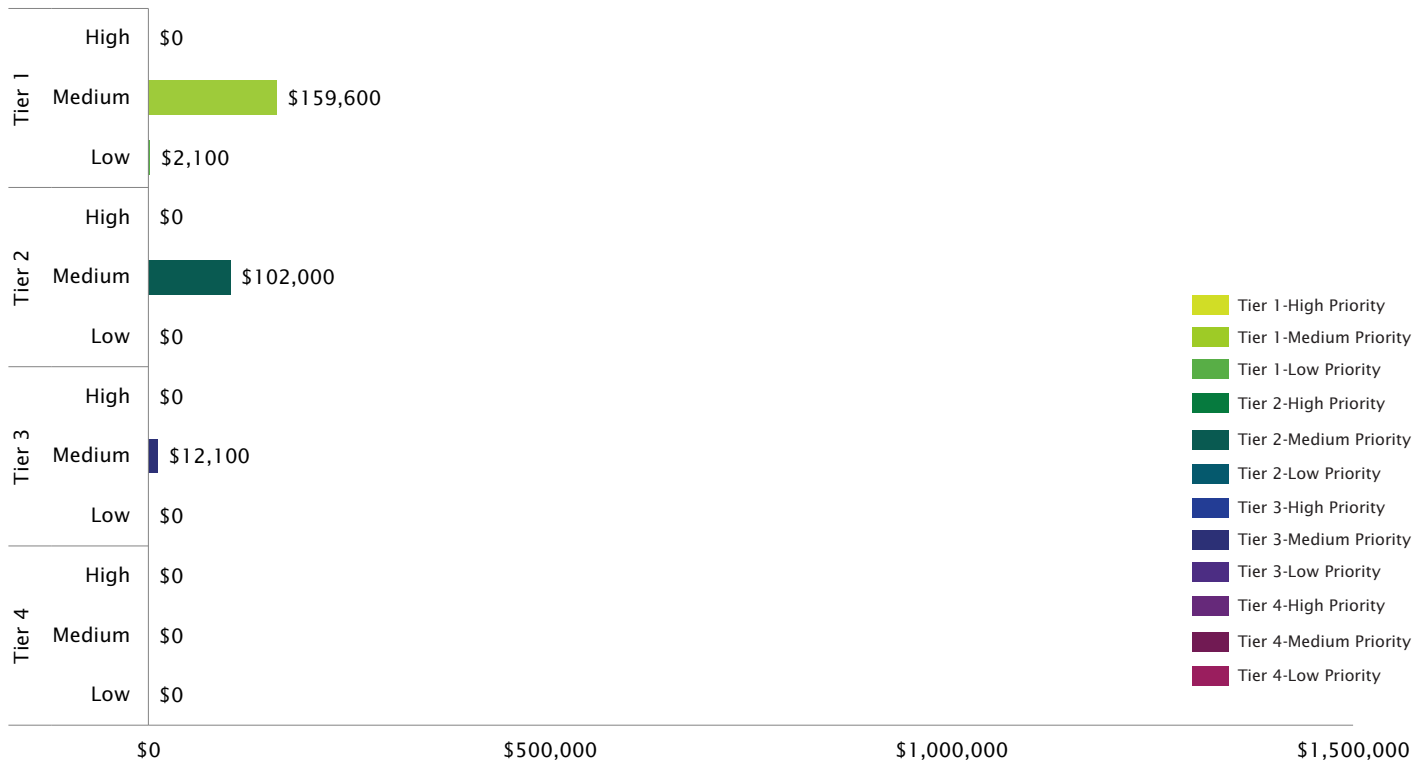 Tier 1
High $0
Medium $159,600
Low $2,100
Tier 2
High $0
Medium $102,000
Low $0
Tier 3
High $0
Medium $12,100
Low $0
Tier 4
High $0
Medium $0
Low $0
$0 $500,000 $1,000,000 $1,500,000
Tier 1-High Priority
Tier 1-Medium Priority
Tier 1-Low Priority
Tier 2-High Priority
Tier 2-Medium Priority
Tier 2-Low Priority
Tier 3-High Priority
Tier 3-Medium Priority
Tier 3-Low Priority
Tier 4-High Priority
Tier 4-Medium Priority
Tier 4-Low Priority